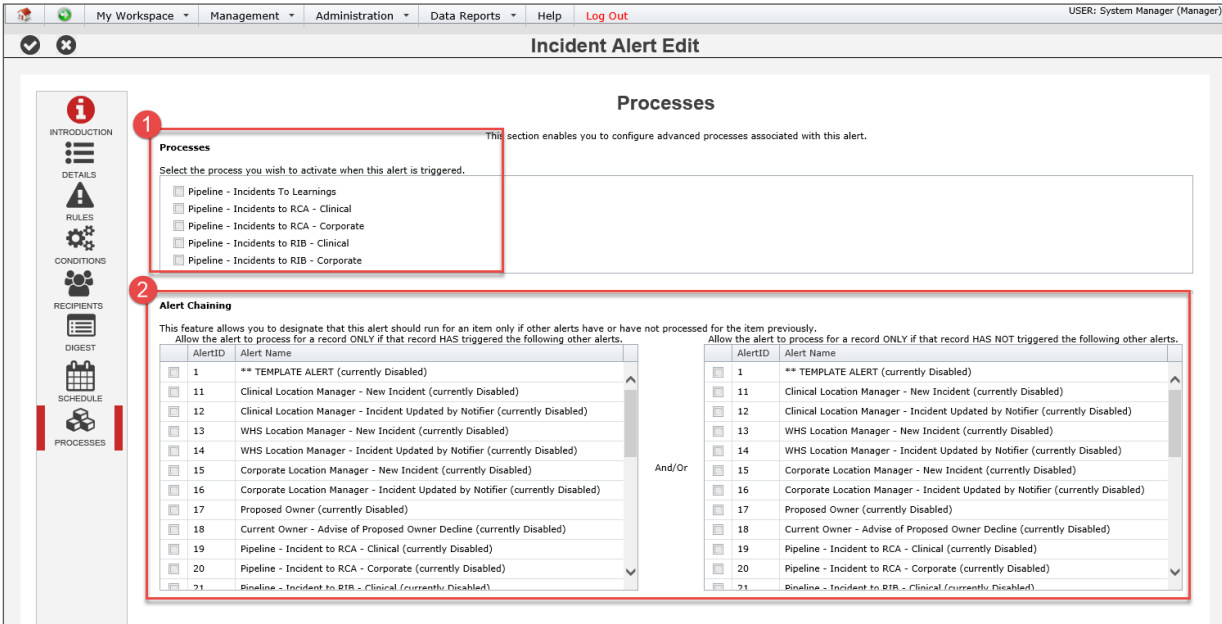 My Workspace Management Administration Data Reports Help Log Out
USER: System Manager (Manager)
Incident Alert Edit
INTRODUCTION
DETAILS
RULES
CONDITIONS
RECIPIENTS
DIGEST
SCHEDULE
PROCESSES
Processes
This section enables you to configure advanced processes associated with this alert.
1
Processes
Select the process you wish to activate when this alert is triggered.
Pipeline - Incidents To Learnings
Pipeline - Incidents to RCA - Clinical
Pipeline - Incidents to RCA - Corporate
Pipeline - Incidents to RIB - Clinical
Pipeline - Incidents to RIB - Corporate
2
Alert Chaining
This feature allows you to designate that this alert should run for an item only if other alerts have or have not processed for the item previously.
Allow the alert to process for a record ONLY if that record HAS triggered the following other alerts.
AlertID Alert Name
1 ** TEMPLATE ALERT (currently Disabled)
11 Clinical Location Manager - New Incident (currently Disabled)
12 Clinical Location Manager - Incident Updated by Notifier (currently Disabled)
13 WHS Location Manager - New Incident (currently Disabled)
14 WHS Location Manager - Incident Updated by Notifier (currently Disabled)
15 Corporate Location Manager - New Incident (currently Disabled)
16 Corporate Location Manager - Incident Updated by Notifier (currently Disabled)
17 Proposed Owner (currently Disabled)
18 Current Owner - Advise of Proposed Owner Decline (currently Disabled)
19 Pipeline - Incident to RCA - Clinical (currently Disabled)
20 Pipeline - Incident to RCA - Corporate (currently Disabled)
21 Pipeline - Incident to RIB - Clinical (currently Disabled)
And/Or
Allow the alert to process for a record ONLY if that record HAS NOT triggered the following other alerts.
AlertID Alert Name
1 ** TEMPLATE ALERT (currently Disabled)
11 Clinical Location Manager - New Incident (currently Disabled)
12 Clinical Location Manager - Incident Updated by Notifier (currently Disabled)
13 WHS Location Manager - New Incident (currently Disabled)
14 WHS Location Manager - Incident Updated by Notifier (currently Disabled)
15 Corporate Location Manager - New Incident (currently Disabled)
16 Corporate Location Manager - Incident Updated by Notifier (currently Disabled)
17 Proposed Owner (currently Disabled)
18 Current Owner - Advise of Proposed Owner Decline (currently Disabled)
19 Pipeline - Incident to RCA - Clinical (currently Disabled)
20 Pipeline - Incident to RCA - Corporate (currently Disabled)
21 Pipeline - Incident to RIB - Clinical (currently Disabled)